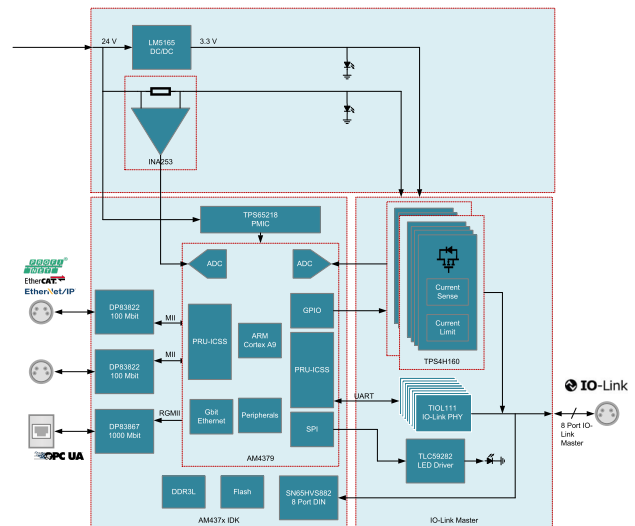 24 V
LM5165
DC/DC
3.3 V
INA253
TPS65218
PMIC
ADC
ADC
PROFI
NET
EtherCAT
EtherNet/IP
DP83822
100 Mbit
MII
PRU-ICSS
ARM
Cortex A9
GPIO
Current
Sense
Current
Limit
TPS4H160
DP83822
100 Mbit
MII
PRU-ICSS
UART
TIOL111
IO-Link PHY
IO-Link
8 Port IO-
Link
Master
DP83867
1000 Mbit
RGMII
Gbit
Ethernet
Peripherals
SPI
OPC UA
AM4379
TLC59282
LED Driver
DDR3L
Flash
SN65HVS882
8 Port DIN
AM437x IDK
IO-Link Master